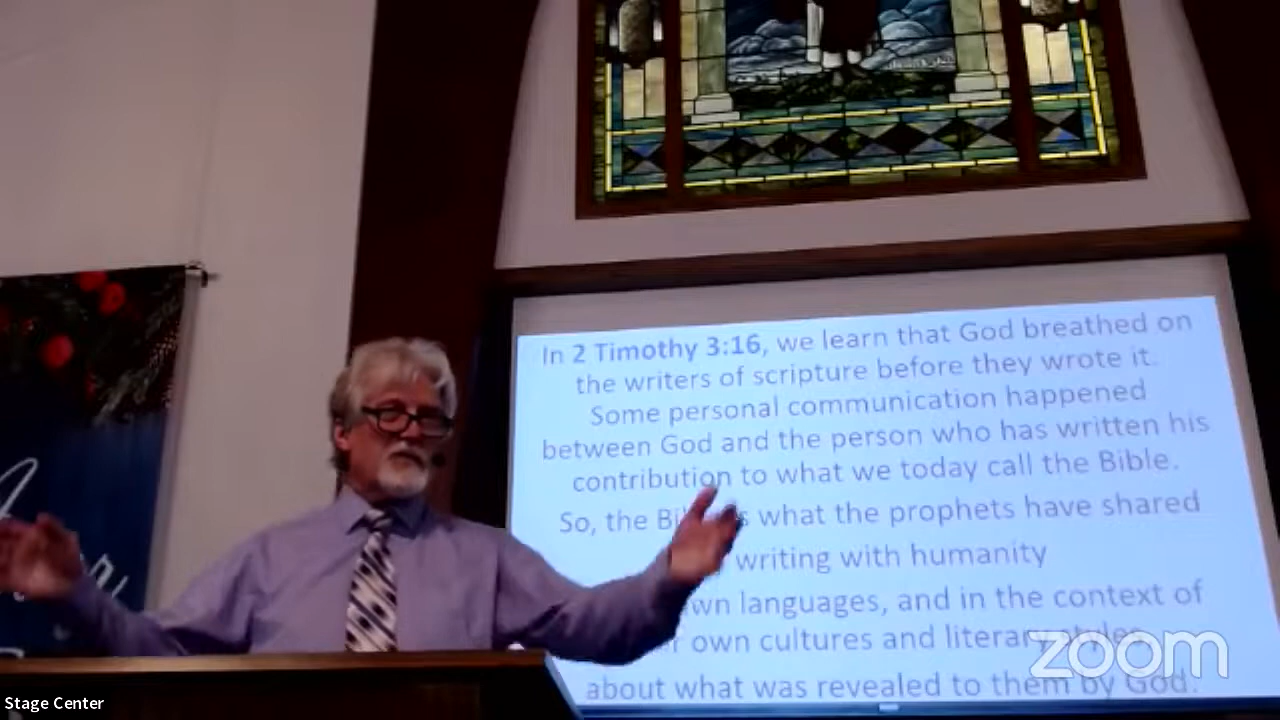 In 2 Timothy 3:16, we learn that God breathed on
the writers of scripture before they wrote it.
Some personal communication happened
between God and the person who has written his
contribution to what we today call the Bible.
So, the what the prophets have shared
writing with humanity
languages, and in the context of
own cultures and literary styles
about what was revealed to them by God.
zoom
Stage Center